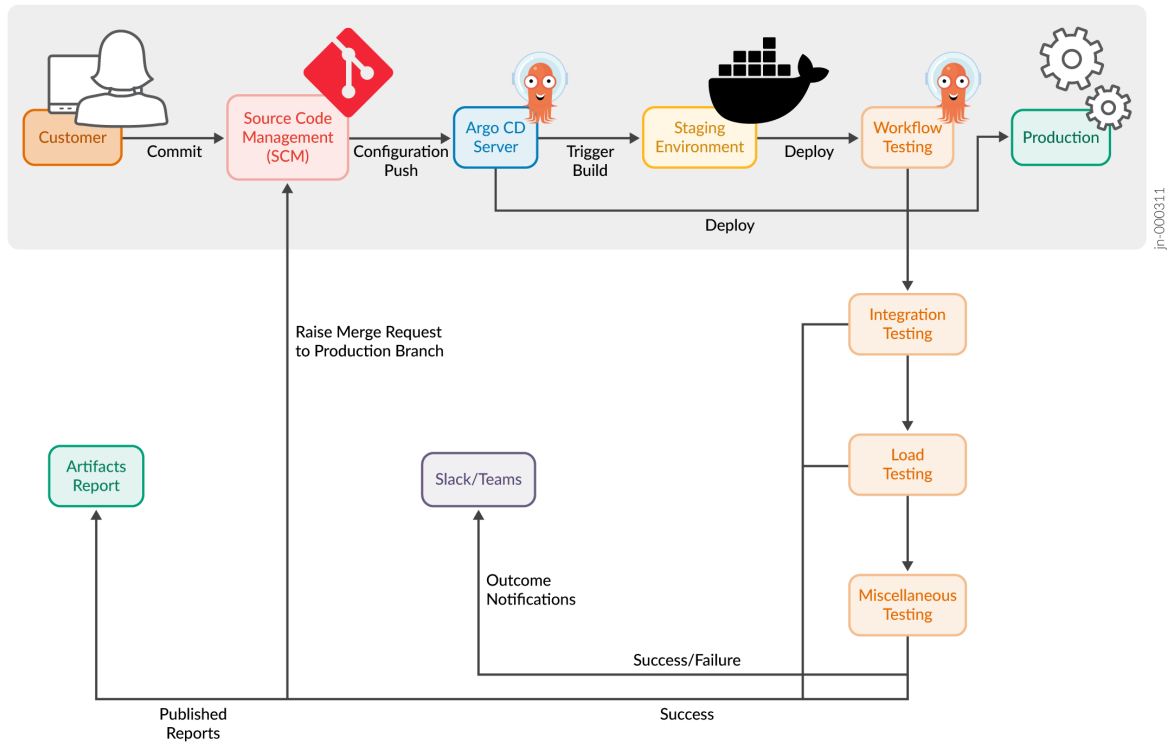 Customer
Commit
Source Code
Management
(SCM)
Configuration
Push
Argo CD
Server
Trigger
Build
Staging
Environment
Deploy
Workflow
Testing
Production
Deploy
jn-000311
Integration
Testing
Raise Merge Request
to Production Branch
Load
Testing
Artifacts
Report
Slack/Teams
Outcome
Notifications
Miscellaneous
Testing
Success/Failure
Published
Reports
Success